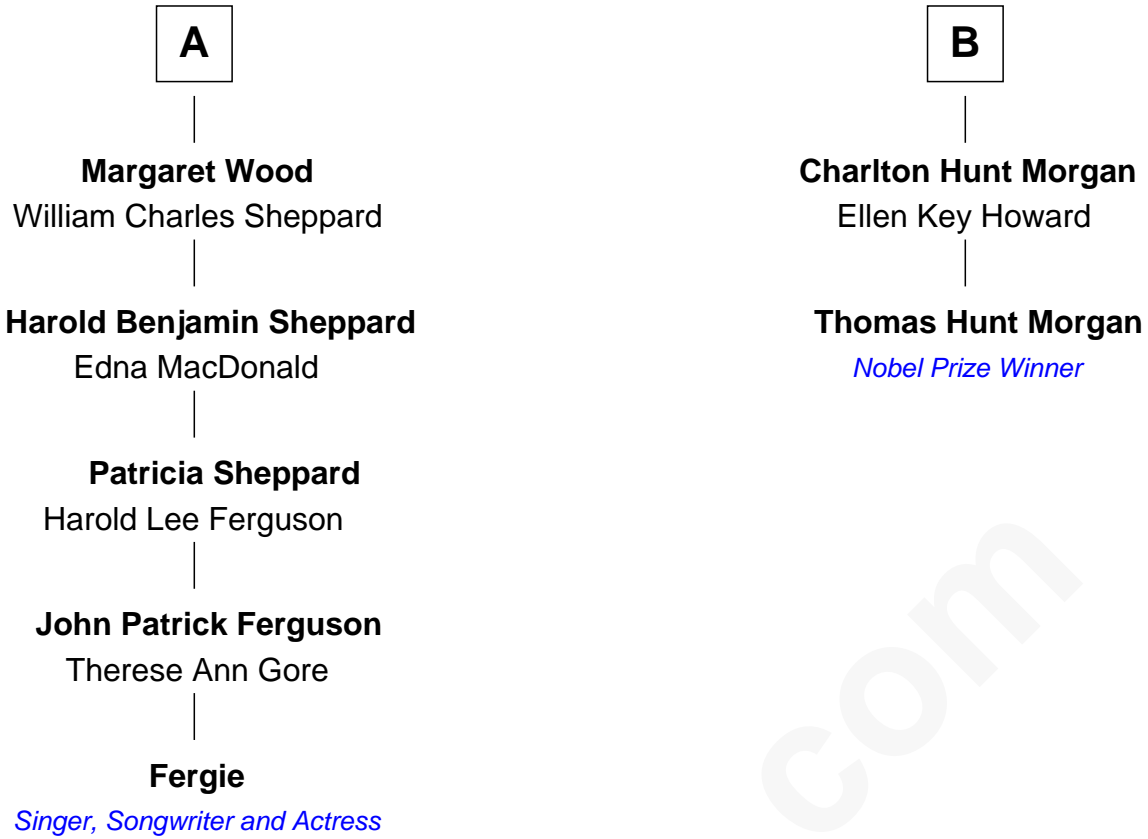 A
Margaret Wood
William Charles Sheppard
Harold Benjamin Sheppard
Edna MacDonald
Patricia Sheppard
Harold Lee Ferguson
John Patrick Ferguson
Therese Ann Gore
Fergie
Singer, Songwriter and Actress
B
Charlton Hunt Morgan
Ellen Key Howard
Thomas Hunt Morgan
Nobel Prize Winner
com